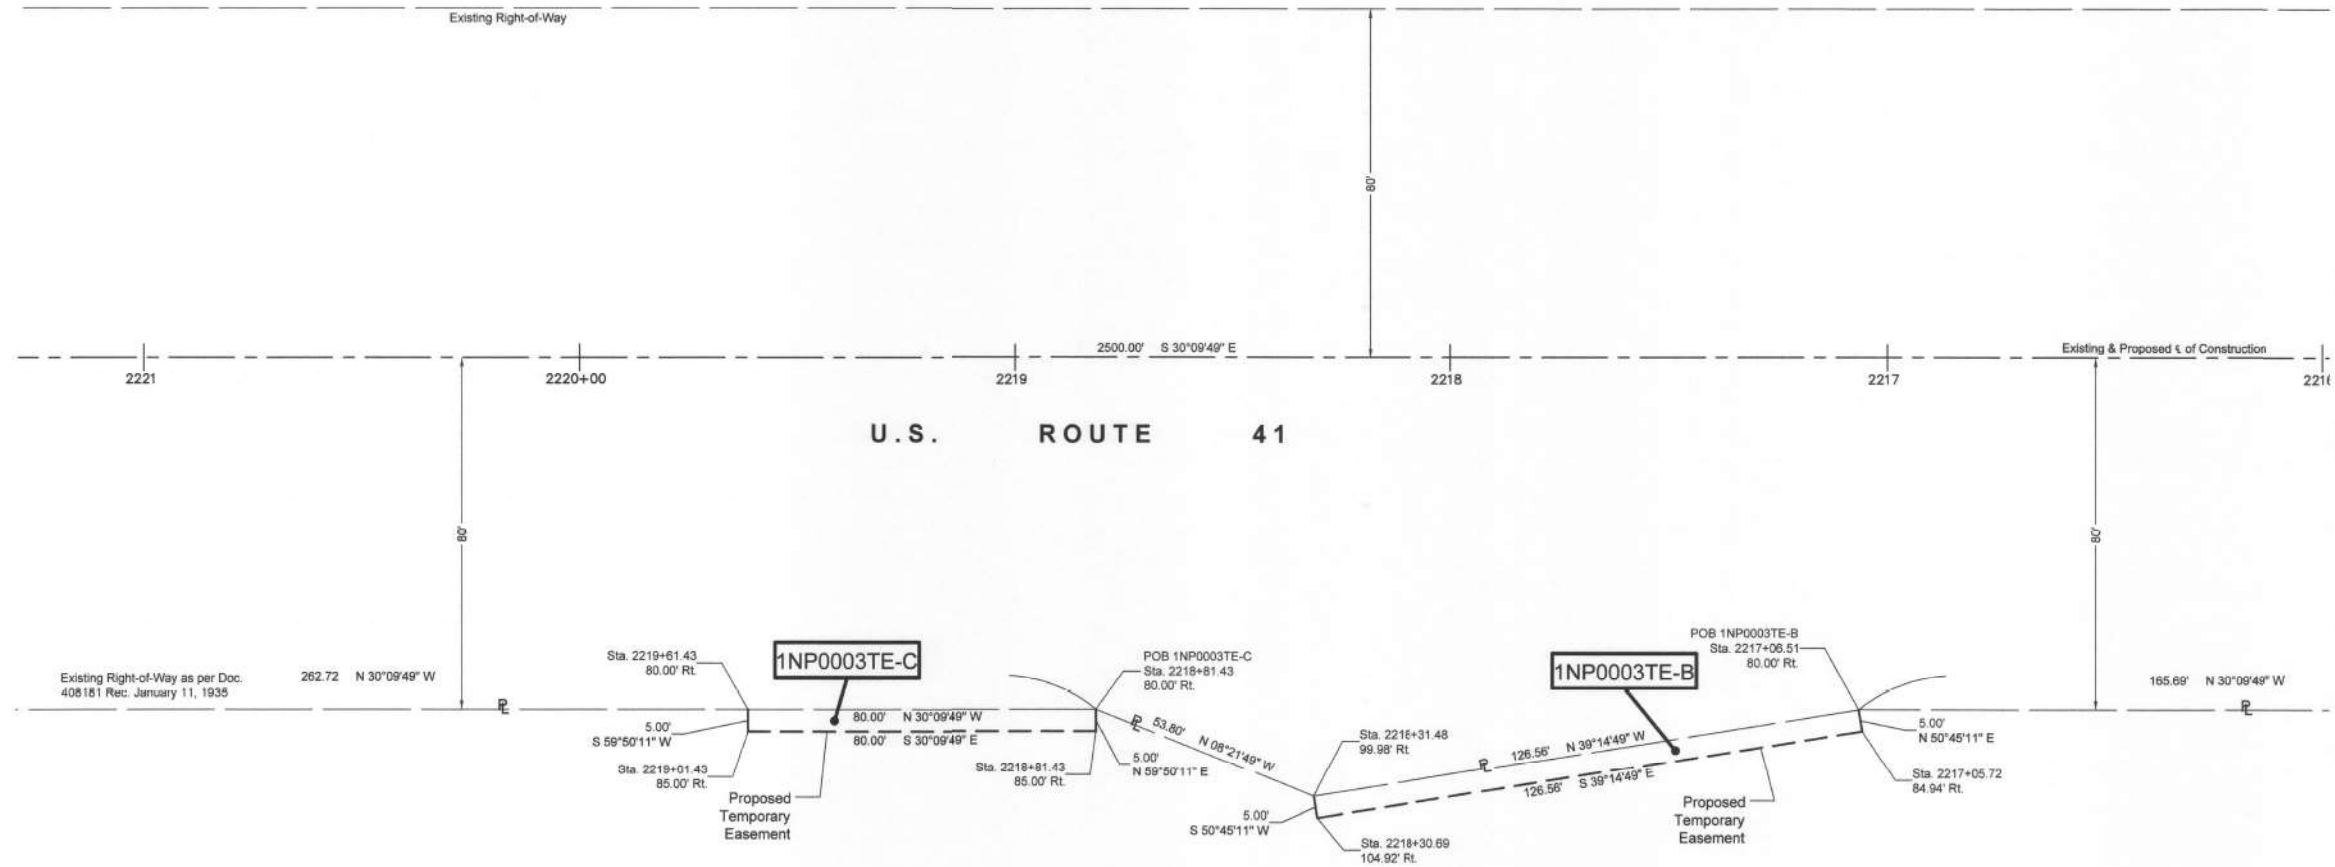 Existing Right-of-Way
80'
2500.00' S 30°09'49" E
Existing & Proposed ℄ of Construction
2221
2220+00
2219
2218
2217
2216
U.S. ROUTE 41
80'
80'
Existing Right-of-Way as per Doc.
408181 Rec. January 11, 1935
262.72 N 30°09'49" W
Sta. 2219+61.43
80.00' Rt.
1NP0003TE-C
POB 1NP0003TE-C
Sta. 2218+81.43
80.00' Rt.
POB 1NP0003TE-B
Sta. 2217+06.51
80.00' Rt.
1NP0003TE-B
165.69' N 30°09'49" W
80.00' N 30°09'49" W
80.00' S 30°09'49" E
5.00'
S 59°50'11" W
Sta. 2219+61.43
85.00' Rt.
Proposed
Temporary
Easement
Sta. 2218+81.43
85.00' Rt.
5.00'
N 59°50'11" E
53.80' N 08°21'49" W
Sta. 2218+31.48
99.98' Rt.
126.56' N 39°14'49" W
126.56' S 39°14'49" E
5.00'
S 50°45'11" W
Sta. 2218+30.69
104.92' Rt.
Proposed
Temporary
Easement
5.00'
N 50°45'11" E
Sta. 2217+05.72
84.94' Rt.